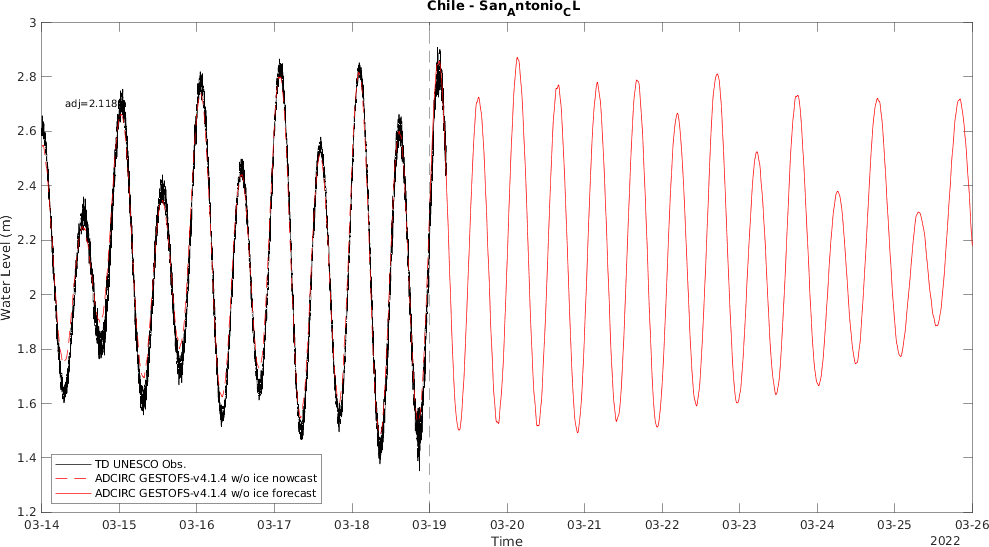 Chile - San_Antonio_CL
3
2.8
adj=2.118
2.6
2.4
2.2
2
1.8
1.6
1.4
1.2
Water Level (m)
TD UNESCO Obs.
ADCIRC GESTOFS-v4.1.4 w/o ice nowcast
ADCIRC GESTOFS-v4.1.4 w/o ice forecast
03-14 03-15 03-16 03-17 03-18 03-19 03-20 03-21 03-22 03-23 03-24 03-25 03-26
Time
2022